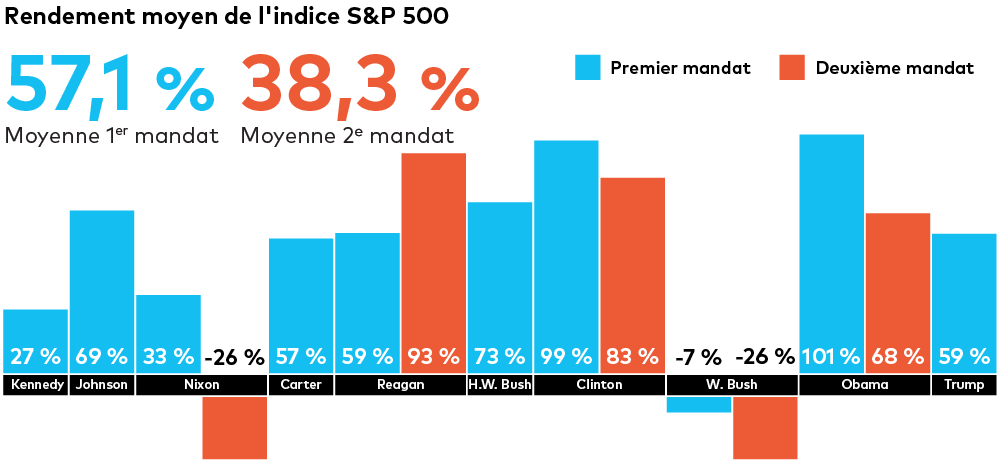 Rendement moyen de l'indice S&P 500
57,1 % 38,3 %
Moyenne 1er mandat Moyenne 2e mandat
Premier mandat Deuxième mandat
27 % 69 % 33 % -26 % 57 % 59 % 93 % 73 % 99 % 83 % -7 % -26 % 101 % 68 % 59 %
Kennedy Johnson Nixon Carter Reagan H.W. Bush Clinton W. Bush Obama Trump